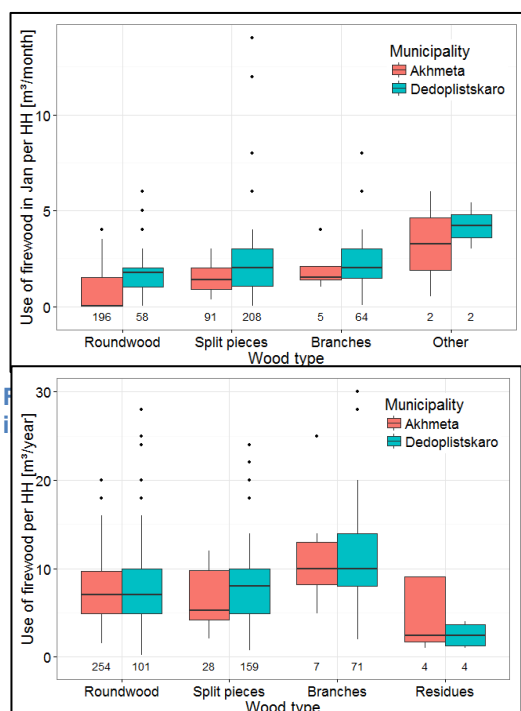 Municipality
Akhmeta
Dedoplistskaro
Use of firewood in Jan per HH [m³/month]
10
5
0
196 58 91 208 5 64 2 2
Roundwood Split pieces Branches Other
Wood type
Municipality
Akhmeta
Dedoplistskaro
Use of firewood per HH [m³/year]
30
20
10
0
254 101 28 159 7 71 4 4
Roundwood Split pieces Branches Residues
Wood type